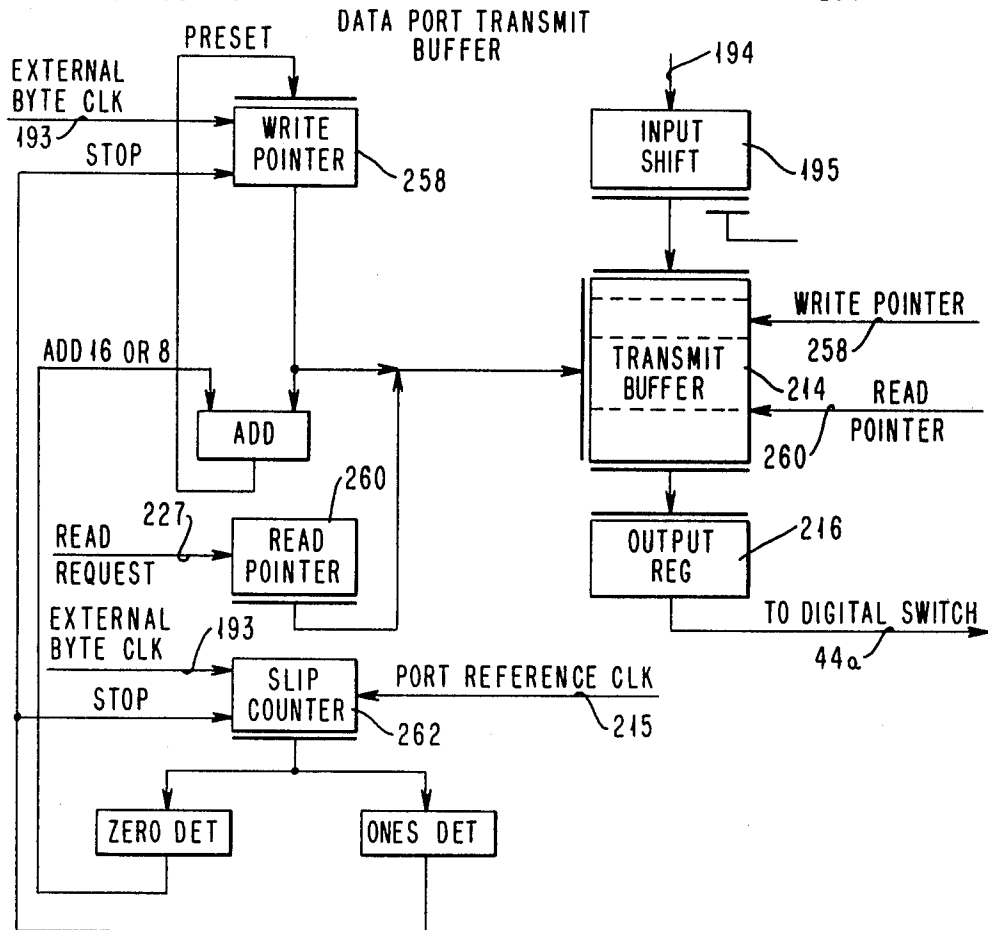 DATA PORT TRANSMIT
BUFFER
PRESET
EXTERNAL
BYTE CLK
193
STOP
WRITE
POINTER
258
194
INPUT
SHIFT
195
WRITE POINTER
258
TRANSMIT
BUFFER
214
READ
POINTER
260
ADD 16 OR 8
ADD
260
227
READ
REQUEST
READ
POINTER
OUTPUT
REG
216
TO DIGITAL SWITCH
44a
EXTERNAL
BYTE CLK
193
STOP
SLIP
COUNTER
262
PORT REFERENCE CLK
215
ZERO DET
ONES DET